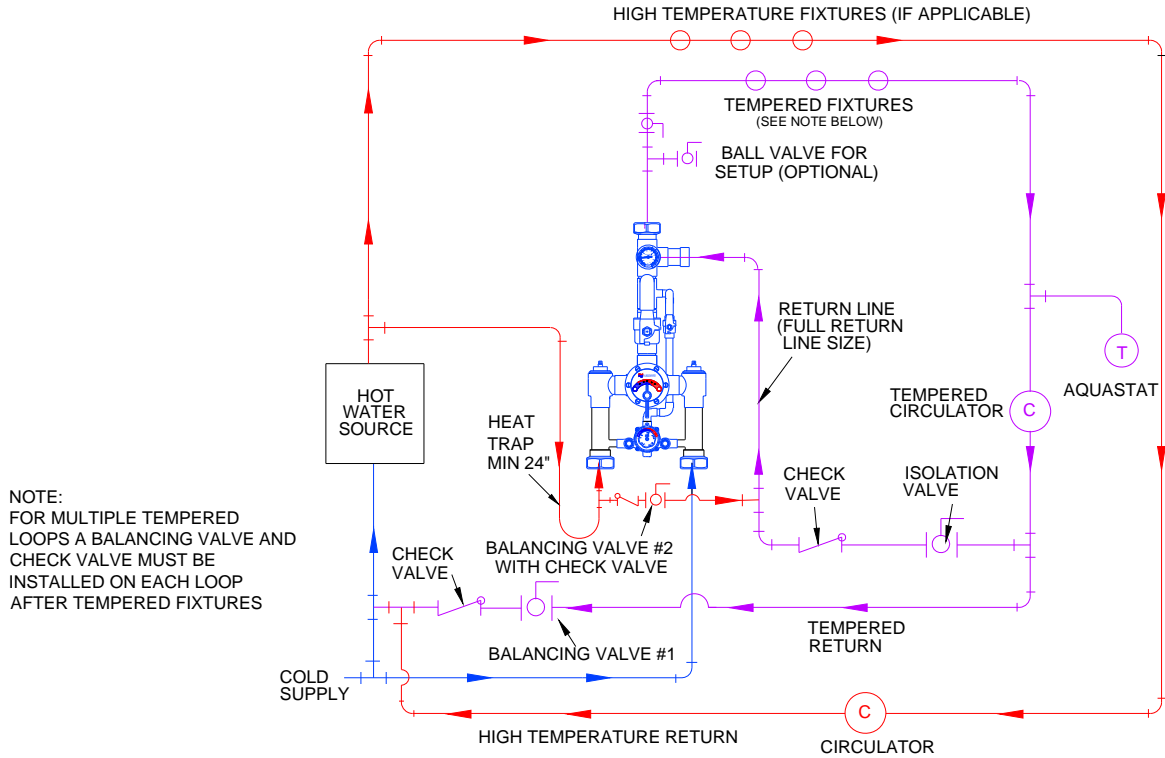 HIGH TEMPERATURE FIXTURES (IF APPLICABLE)
TEMPERED FIXTURES
(SEE NOTE BELOW)
BALL VALVE FOR
SETUP (OPTIONAL)
RETURN LINE
(FULL RETURN
LINE SIZE)
T
AQUASTAT
HOT
WATER
SOURCE
TEMPERED
CIRCULATOR
C
HEAT
TRAP
MIN 24"
CHECK
VALVE
ISOLATION
VALVE
NOTE:
FOR MULTIPLE TEMPERED
LOOPS A BALANCING VALVE AND
CHECK VALVE MUST BE
INSTALLED ON EACH LOOP
AFTER TEMPERED FIXTURES
BALANCING VALVE #2
WITH CHECK VALVE
CHECK
VALVE
TEMPERED
RETURN
BALANCING VALVE #1
COLD
SUPPLY
C
HIGH TEMPERATURE RETURN
CIRCULATOR